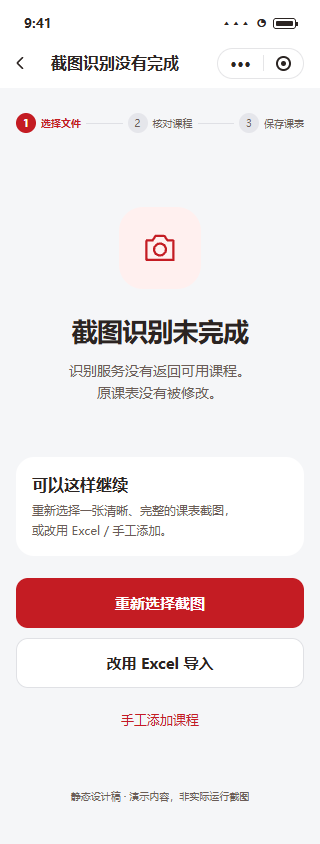 9:41
截图识别没有完成
1 选择文件 2 核对课程 3 保存课表
截图识别未完成
识别服务没有返回可用课程。
原课表没有被修改。
可以这样继续
重新选择一张清晰、完整的课表截图，
或改用 Excel / 手工添加。
重新选择截图
改用 Excel 导入
手工添加课程
静态设计稿 · 演示内容，非实际运行截图